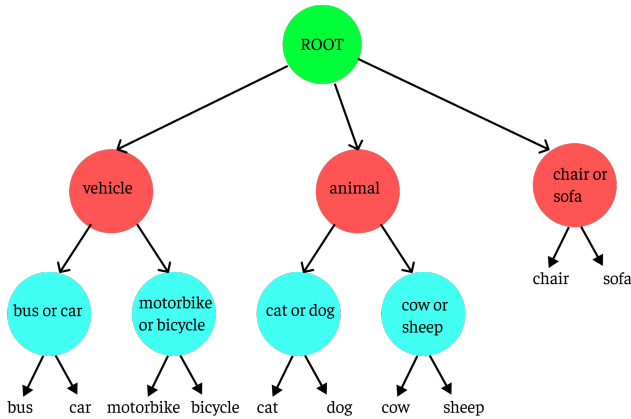 ROOT
vehicle
animal
chair or
sofa
chair
sofa
bus or car
motorbike
or bicycle
cat or dog
cow or
sheep
bus
car
motorbike
bicycle
cat
dog
cow
sheep